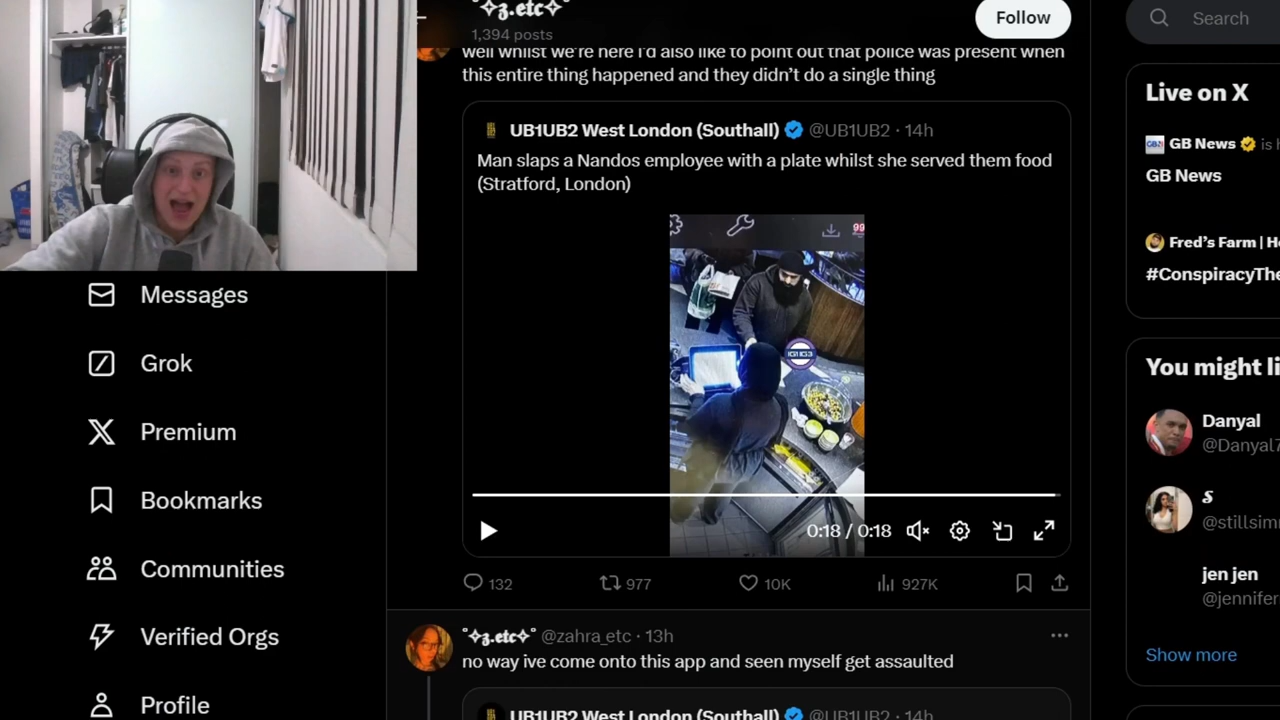 ˚✧ʒ.etc✧˚
1,394 posts
Follow
Search
well whilst we're here i'd also like to point out that police was present when
this entire thing happened and they didn't do a single thing
UB1UB2 West London (Southall) @UB1UB2 · 14h
Man slaps a Nandos employee with a plate whilst she served them food
(Stratford, London)
99
IG1IG3
0:18 / 0:18
132
977
10K
927K
˚✧ʒ.etc✧˚ @zahra_etc · 13h
no way ive come onto this app and seen myself get assaulted
UB1UB2 West London (Southall) @UB1UB2 · 14h
Messages
Grok
Premium
Bookmarks
Communities
Verified Orgs
Profile
Live on X
GB News is
GB News
Fred's Farm |
#ConspiracyThe
You might li
Danyal
@Danyal7
S
@stillsim
jen jen
@jennifer
Show more